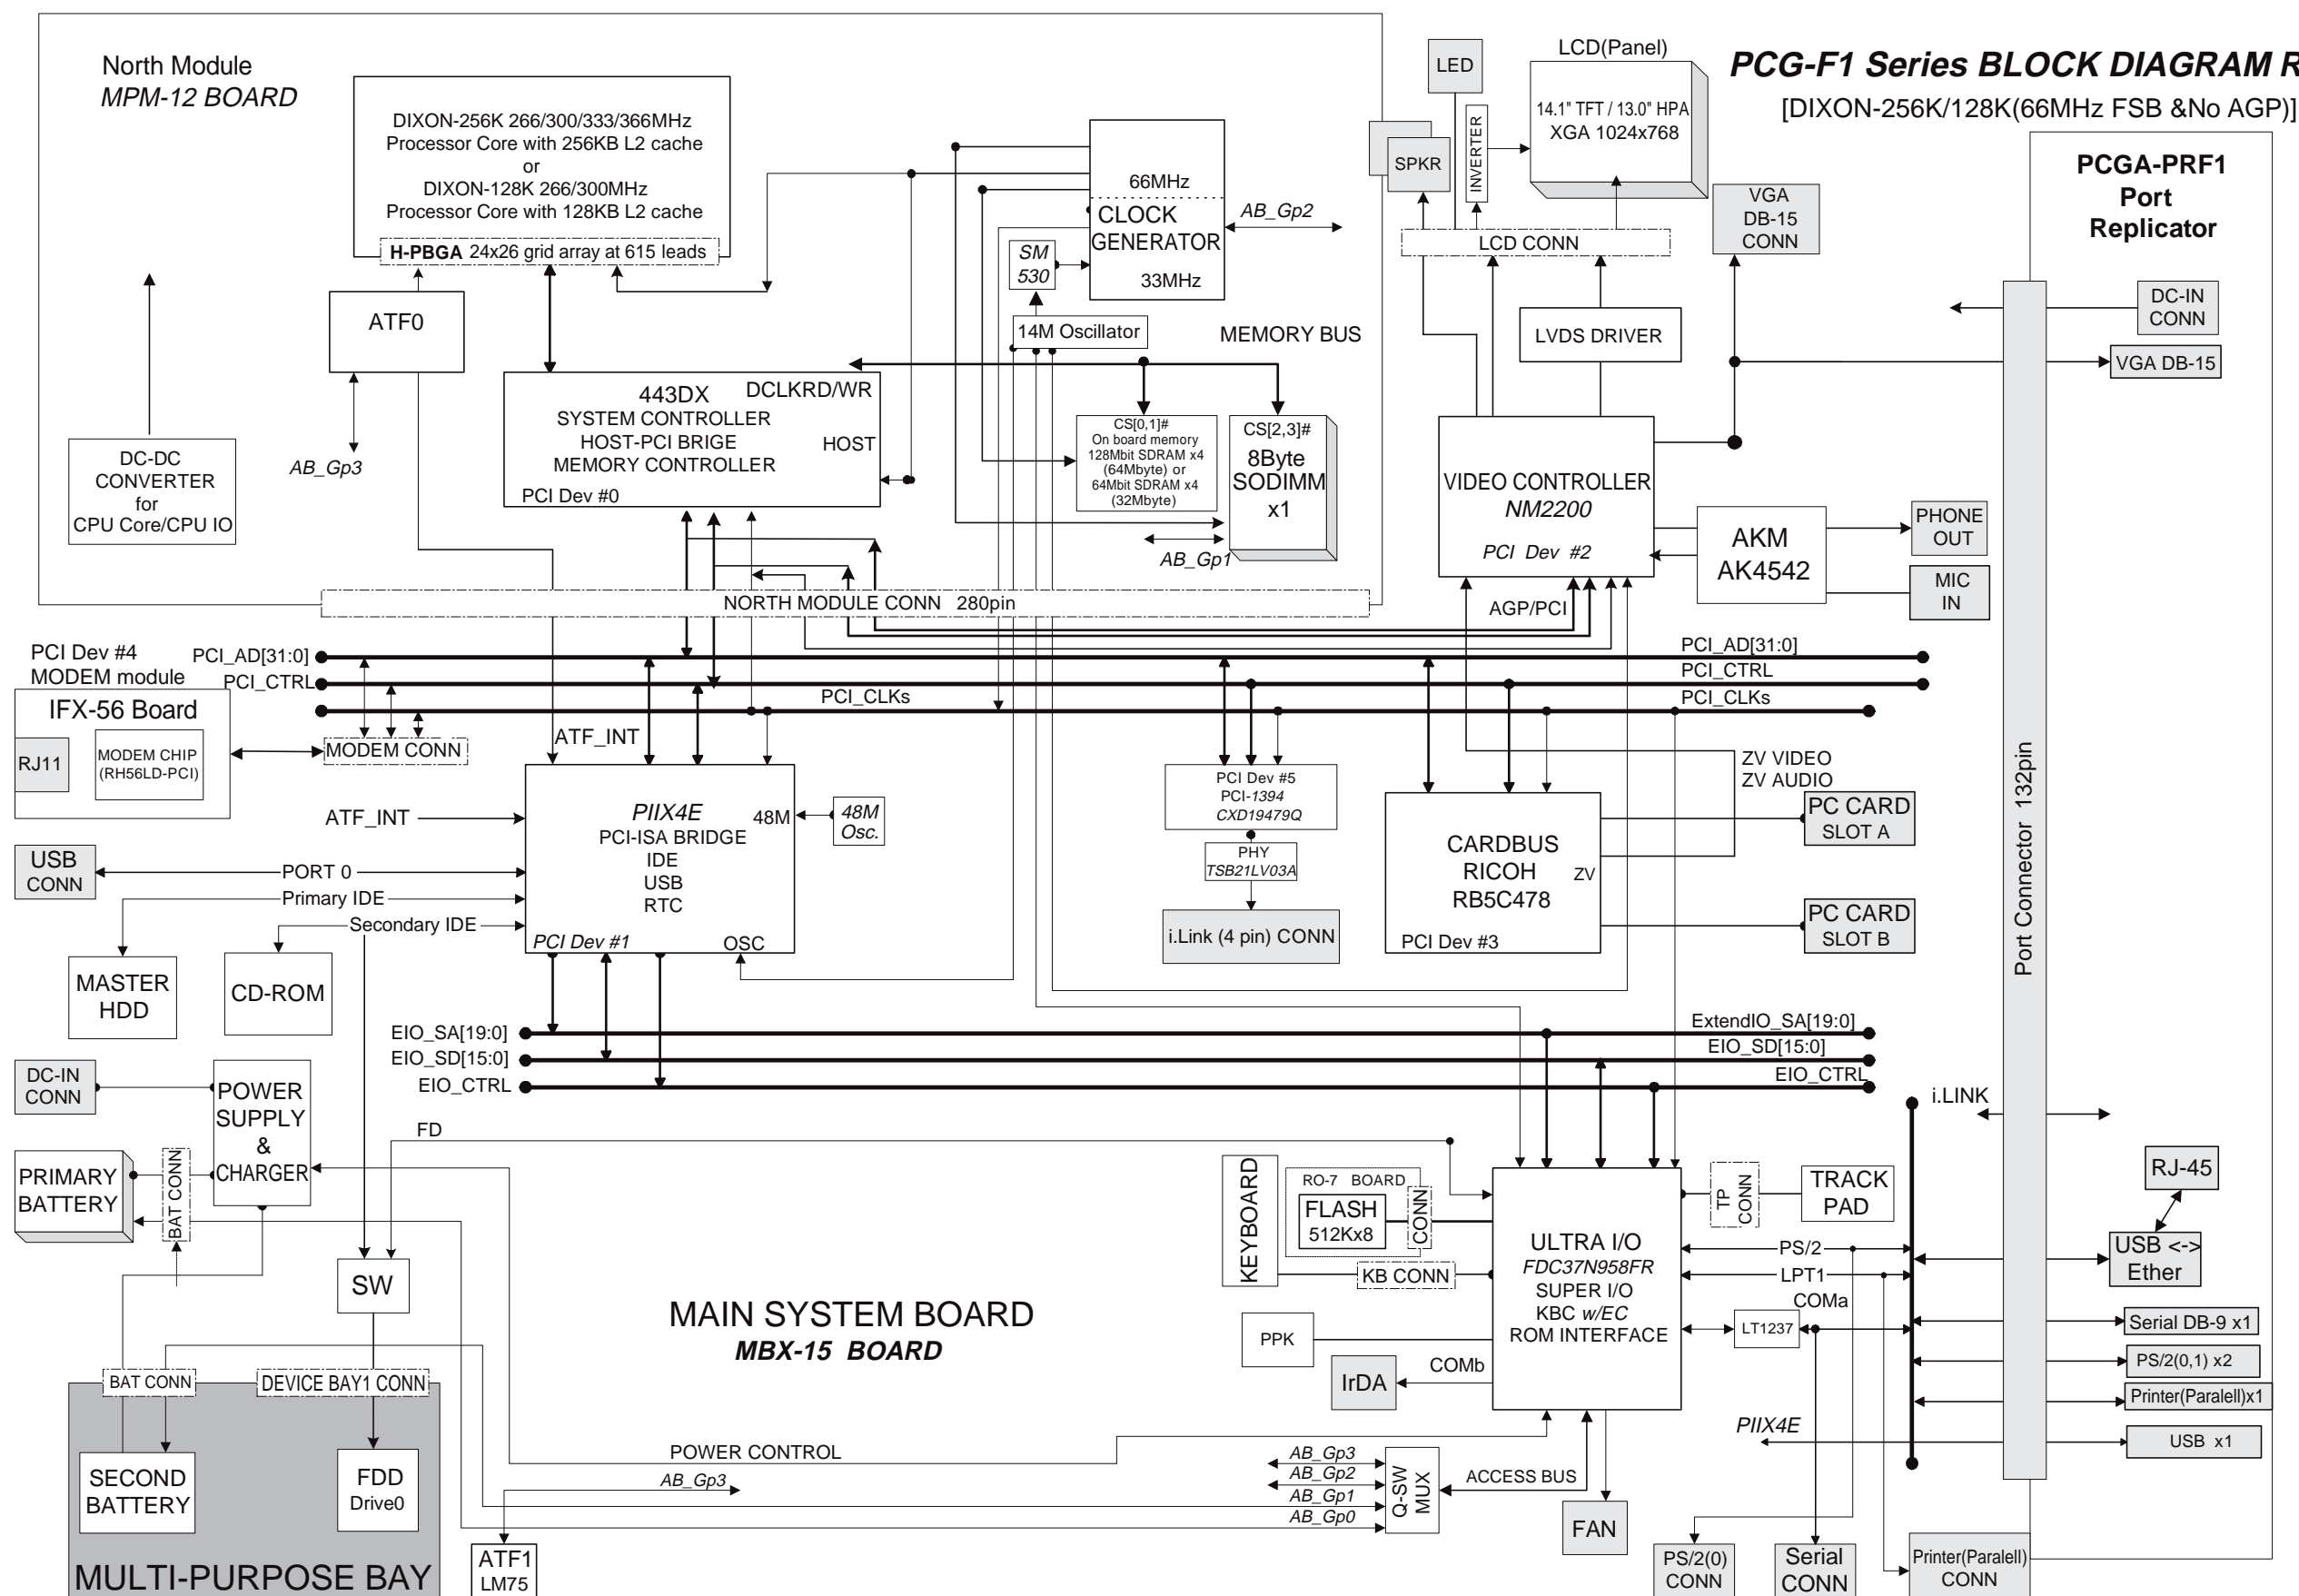 PCG-F1 Series BLOCK DIAGRAM R
[DIXON-256K/128K(66MHz FSB &No AGP)]
North Module
MPM-12 BOARD
DIXON-256K 266/300/333/366MHz
Processor Core with 256KB L2 cache
or
DIXON-128K 266/300MHz
Processor Core with 128KB L2 cache
H-PBGA 24x26 grid array at 615 leads
ATF0
AB_Gp3
DC-DC
CONVERTER
for
CPU Core/CPU IO
66MHz
CLOCK
GENERATOR
33MHz
AB_Gp2
SM
530
14M Oscillator
MEMORY BUS
443DX
DCLKRD/WR
SYSTEM CONTROLLER
HOST-PCI BRIGE
HOST
MEMORY CONTROLLER
PCI Dev #0
CS[0,1]#
On board memory
128Mbit SDRAM x4
(64Mbyte) or
64Mbit SDRAM x4
(32Mbyte)
CS[2,3]#
8Byte
SODIMM
x1
AB_Gp1
NORTH MODULE CONN 280pin
LED
SPKR
INVERTER
LCD(Panel)
14.1" TFT / 13.0" HPA
XGA 1024x768
LCD CONN
LVDS DRIVER
VGA
DB-15
CONN
VIDEO CONTROLLER
NM2200
PCI Dev #2
AGP/PCI
AKM
AK4542
PHONE
OUT
MIC
IN
PCGA-PRF1
Port
Replicator
DC-IN
CONN
VGA DB-15
Port Connector 132pin
PCI Dev #4
MODEM module
IFX-56 Board
RJ11
MODEM CHIP
(RH56LD-PCI)
MODEM CONN
PCI_AD[31:0]
PCI_CTRL
PCI_CLKs
PCI_AD[31:0]
PCI_CTRL
PCI_CLKs
ATF_INT
ATF_INT
PIIX4E
PCI-ISA BRIDGE
IDE
USB
RTC
48M
PCI Dev #1
OSC
48M
Osc.
USB
CONN
PORT 0
Primary IDE
Secondary IDE
MASTER
HDD
CD-ROM
PCI Dev #5
PCI-1394
CXD19479Q
PHY
TSB21LV03A
i.Link (4 pin) CONN
CARDBUS
RICOH
RB5C478
ZV
PCI Dev #3
ZV VIDEO
ZV AUDIO
PC CARD
SLOT A
PC CARD
SLOT B
EIO_SA[19:0]
EIO_SD[15:0]
EIO_CTRL
ExtendIO_SA[19:0]
EIO_SD[15:0]
EIO_CTRL
DC-IN
CONN
POWER
SUPPLY
&
CHARGER
PRIMARY
BATTERY
BAT CONN
FD
SW
MAIN SYSTEM BOARD
MBX-15 BOARD
BAT CONN
DEVICE BAY1 CONN
SECOND
BATTERY
FDD
Drive0
MULTI-PURPOSE BAY
POWER CONTROL
AB_Gp3
ATF1
LM75
KEYBOARD
RO-7 BOARD
FLASH
512Kx8
CONN
KB CONN
PPK
IrDA
COMb
ULTRA I/O
FDC37N958FR
SUPER I/O
KBC w/EC
ROM INTERFACE
AB_Gp3
AB_Gp2
AB_Gp1
AB_Gp0
Q-SW
MUX
ACCESS BUS
FAN
TP
CONN
TRACK
PAD
PS/2
LPT1
COMa
LT1237
PIIX4E
i.LINK
RJ-45
USB <->
Ether
Serial DB-9 x1
PS/2(0,1) x2
Printer(Paralell)x1
USB x1
PS/2(0)
CONN
Serial
CONN
Printer(Paralell)
CONN